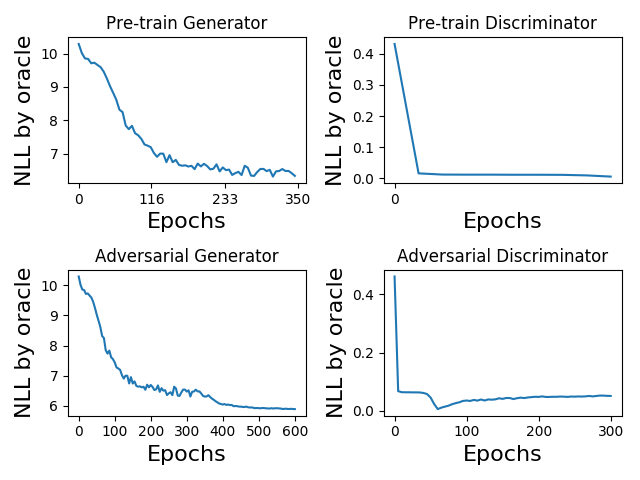 Pre-train Generator
NLL by oracle
10
9
8
7
0 116 233 350
Epochs
Pre-train Discriminator
NLL by oracle
0.4
0.3
0.2
0.1
0.0
0
Epochs
Adversarial Generator
NLL by oracle
10
9
8
7
6
0 100 200 300 400 500 600
Epochs
Adversarial Discriminator
NLL by oracle
0.4
0.2
0.0
0 100 200 300
Epochs